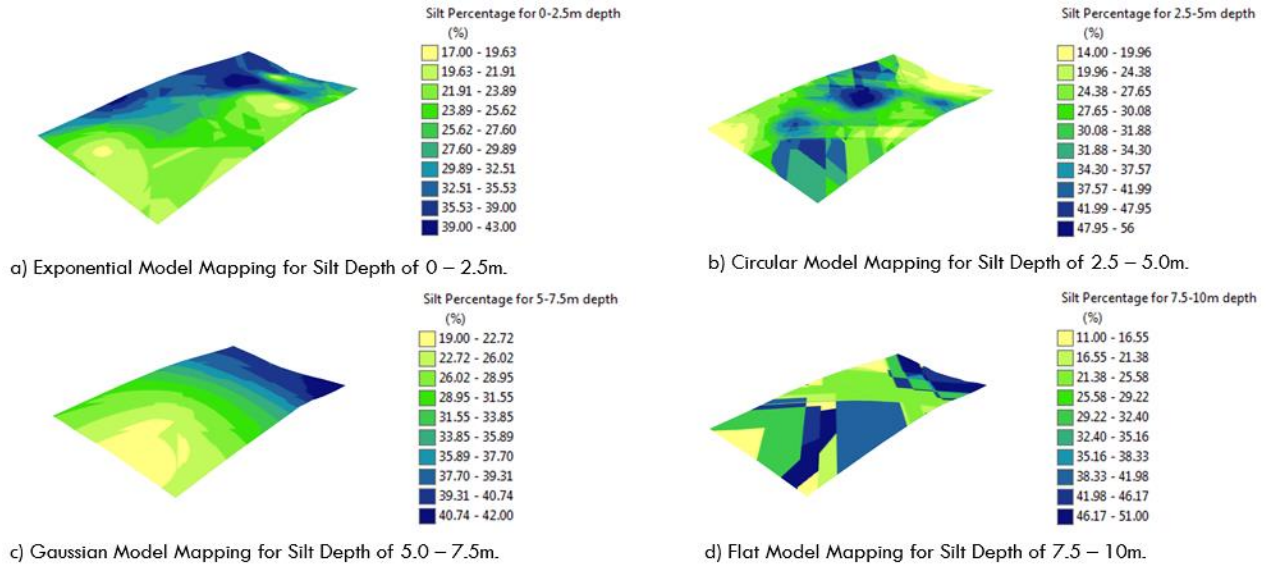 Silt Percentage for 0-2.5m depth
(%)
17.00 - 19.63
19.63 - 21.91
21.91 - 23.89
23.89 - 25.62
25.62 - 27.60
27.60 - 29.89
29.89 - 32.51
32.51 - 35.53
35.53 - 39.00
39.00 - 43.00
a) Exponential Model Mapping for Silt Depth of 0 – 2.5m.
Silt Percentage for 2.5-5m depth
(%)
14.00 - 19.96
19.96 - 24.38
24.38 - 27.65
27.65 - 30.08
30.08 - 31.88
31.88 - 34.30
34.30 - 37.57
37.57 - 41.99
41.99 - 47.95
47.95 - 56
b) Circular Model Mapping for Silt Depth of 2.5 – 5.0m.
Silt Percentage for 5-7.5m depth
(%)
19.00 - 22.72
22.72 - 26.02
26.02 - 28.95
28.95 - 31.55
31.55 - 33.85
33.85 - 35.89
35.89 - 37.70
37.70 - 39.31
39.31 - 40.74
40.74 - 42.00
c) Gaussian Model Mapping for Silt Depth of 5.0 – 7.5m.
Silt Percentage for 7.5-10m depth
(%)
11.00 - 16.55
16.55 - 21.38
21.38 - 25.58
25.58 - 29.22
29.22 - 32.40
32.40 - 35.16
35.16 - 38.33
38.33 - 41.98
41.98 - 46.17
46.17 - 51.00
d) Flat Model Mapping for Silt Depth of 7.5 – 10m.